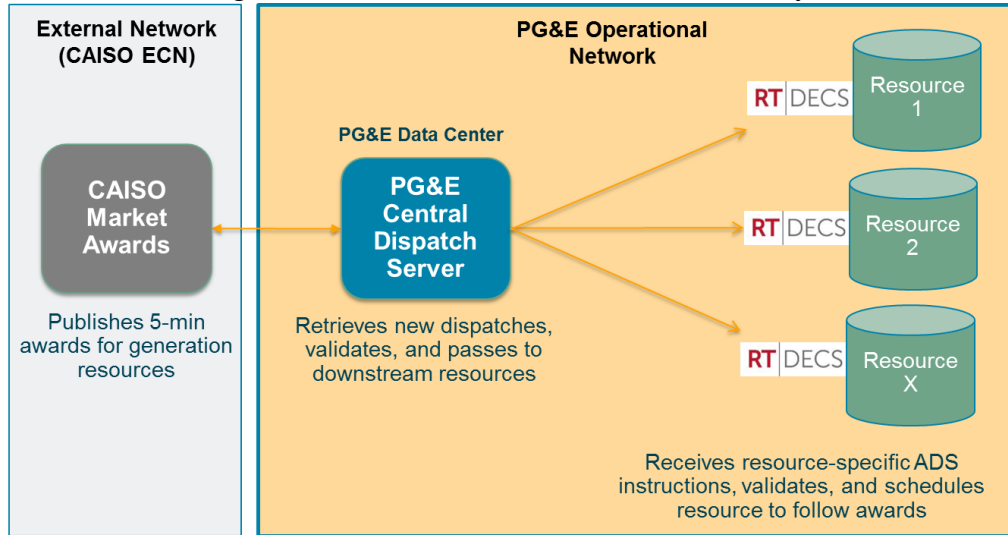 External Network
(CAISO ECN)
CAISO
Market
Awards
Publishes 5-min
awards for generation
resources
PG&E Operational
Network
PG&E Data Center
PG&E
Central
Dispatch
Server
Retrieves new dispatches,
validates, and passes to
downstream resources
RT|DECS
Resource
1
RT|DECS
Resource
2
RT|DECS
Resource
X
Receives resource-specific ADS
instructions, validates, and schedules
resource to follow awards